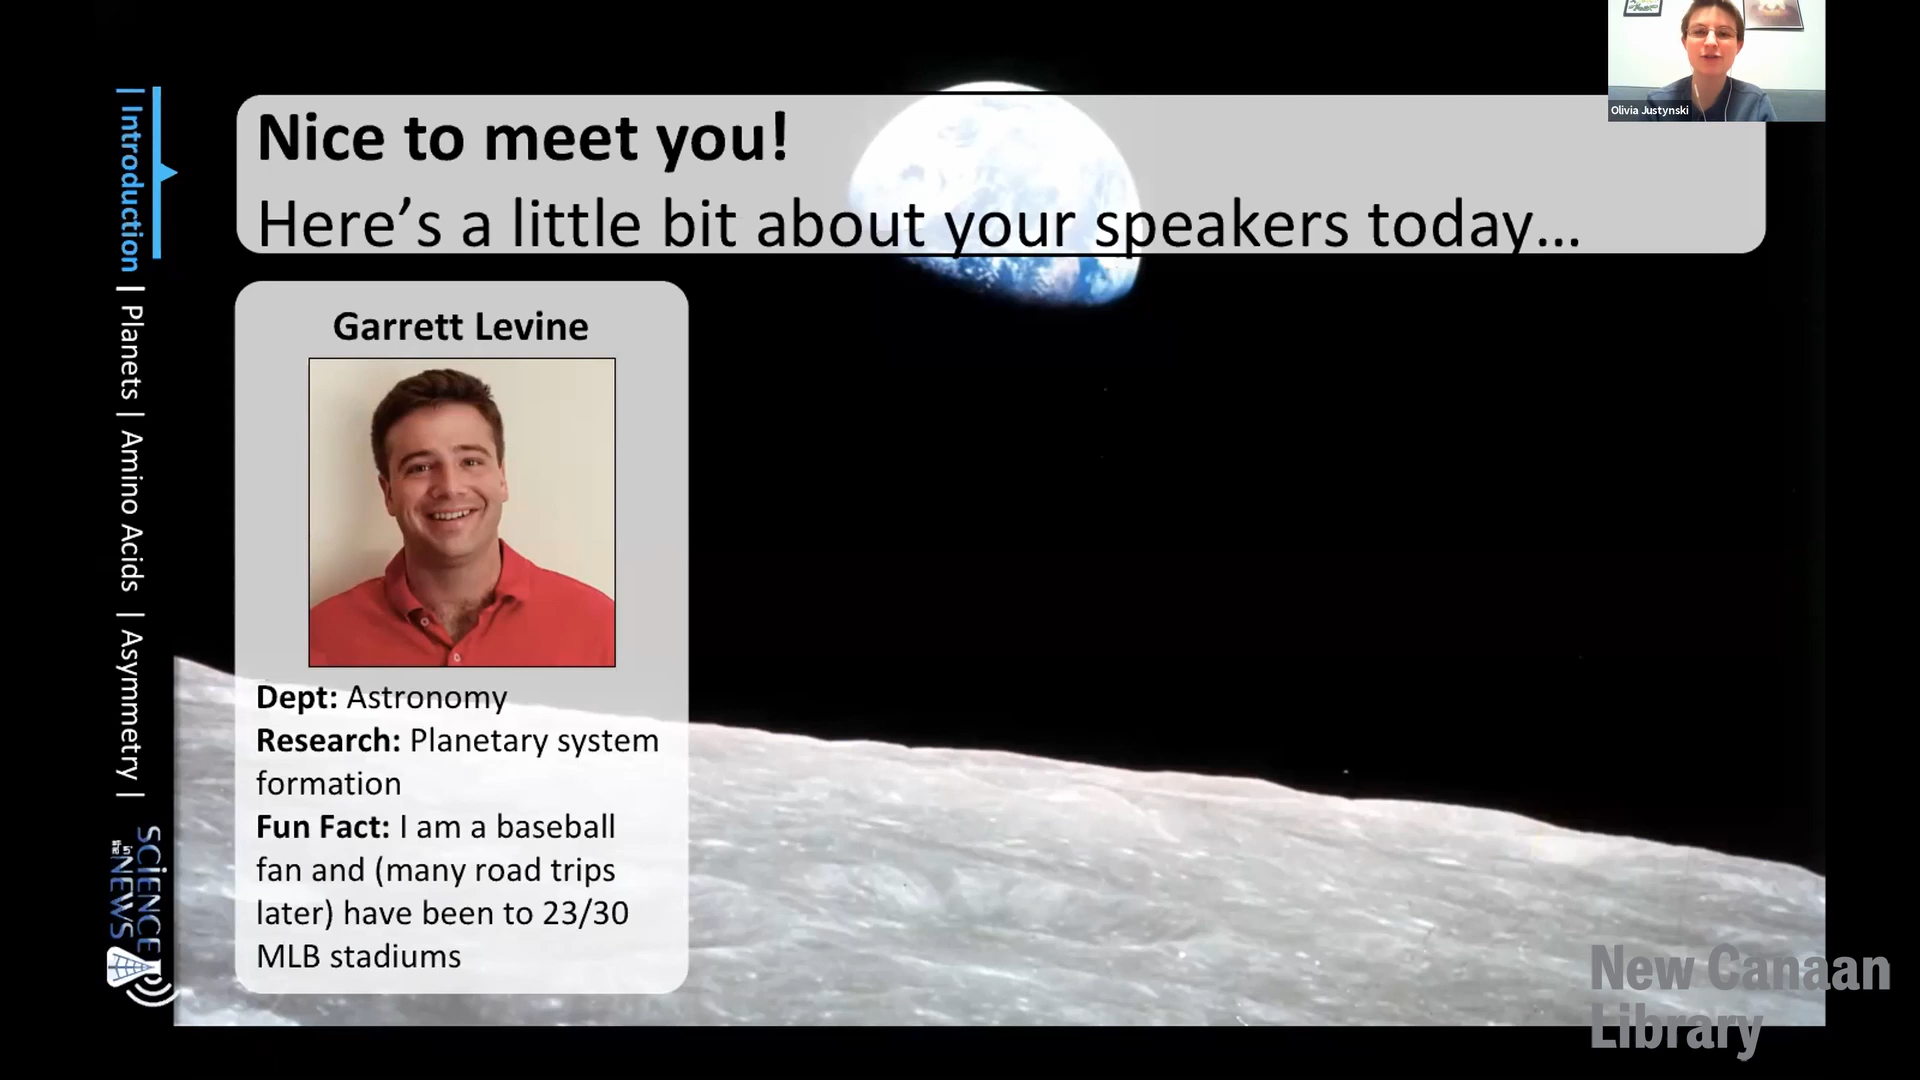 Nice to meet you!
Here's a little bit about your speakers today...
Olivia Justynski
| Introduction | Planets | Amino Acids | Asymmetry |
SCIENCE
in
the
NEWS
Garrett Levine
Dept: Astronomy
Research: Planetary system
formation
Fun Fact: I am a baseball
fan and (many road trips
later) have been to 23/30
MLB stadiums
New Canaan
Library